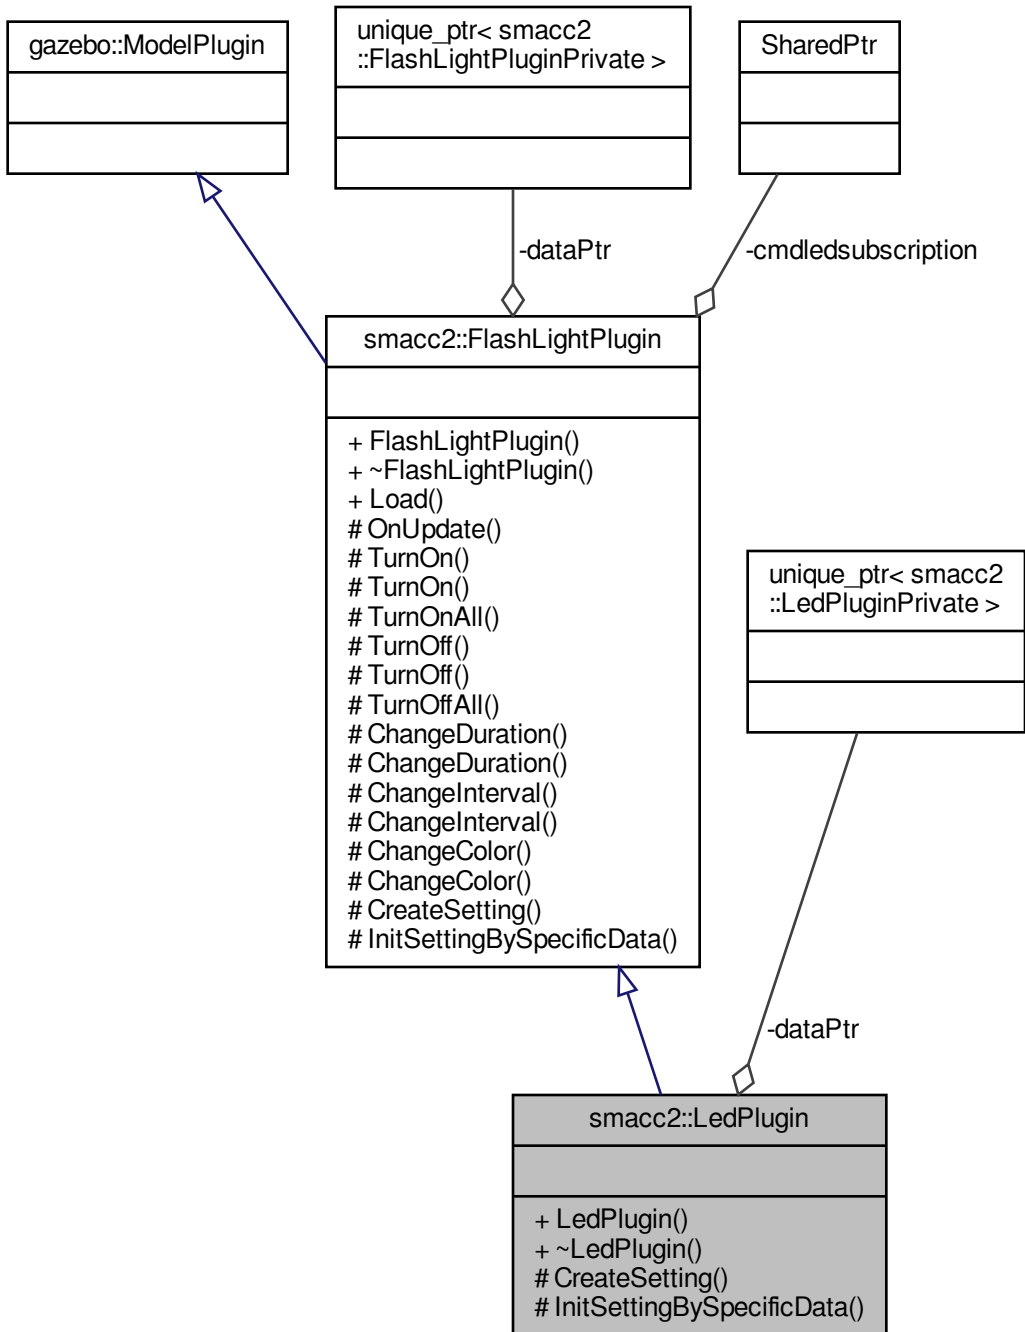 gazebo::ModelPlugin
unique_ptr< smacc2
::FlashLightPluginPrivate >
SharedPtr
-dataPtr
-cmdledsubscription
smacc2::FlashLightPlugin
+ FlashLightPlugin()
+ ~FlashLightPlugin()
+ Load()
# OnUpdate()
# TurnOn()
# TurnOn()
# TurnOnAll()
# TurnOff()
# TurnOff()
# TurnOffAll()
# ChangeDuration()
# ChangeDuration()
# ChangeInterval()
# ChangeInterval()
# ChangeColor()
# ChangeColor()
# CreateSetting()
# InitSettingBySpecificData()
unique_ptr< smacc2
::LedPluginPrivate >
-dataPtr
smacc2::LedPlugin
+ LedPlugin()
+ ~LedPlugin()
# CreateSetting()
# InitSettingBySpecificData()